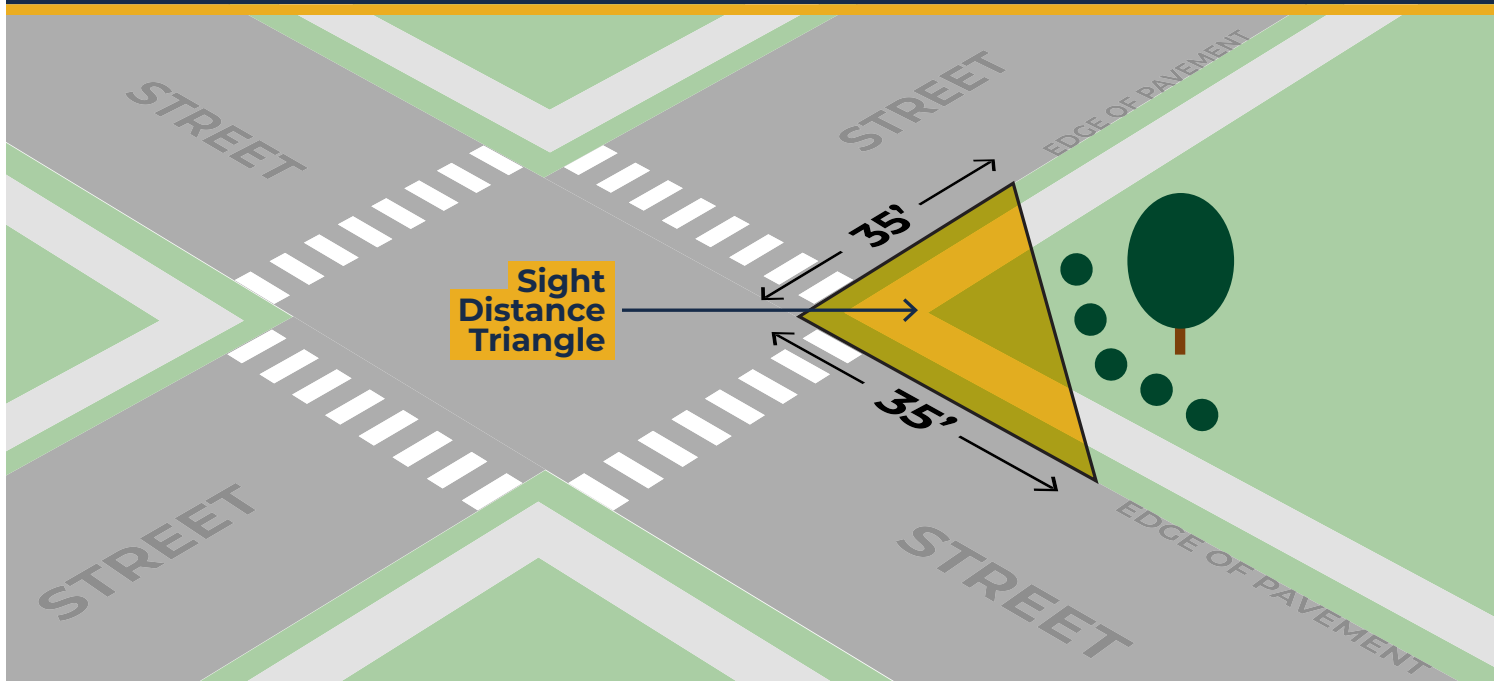 STREET
STREET
EDGE OF PAVEMENT
35’
Sight
Distance
Triangle
35’
STREET
STREET
EDGE OF PAVEMENT